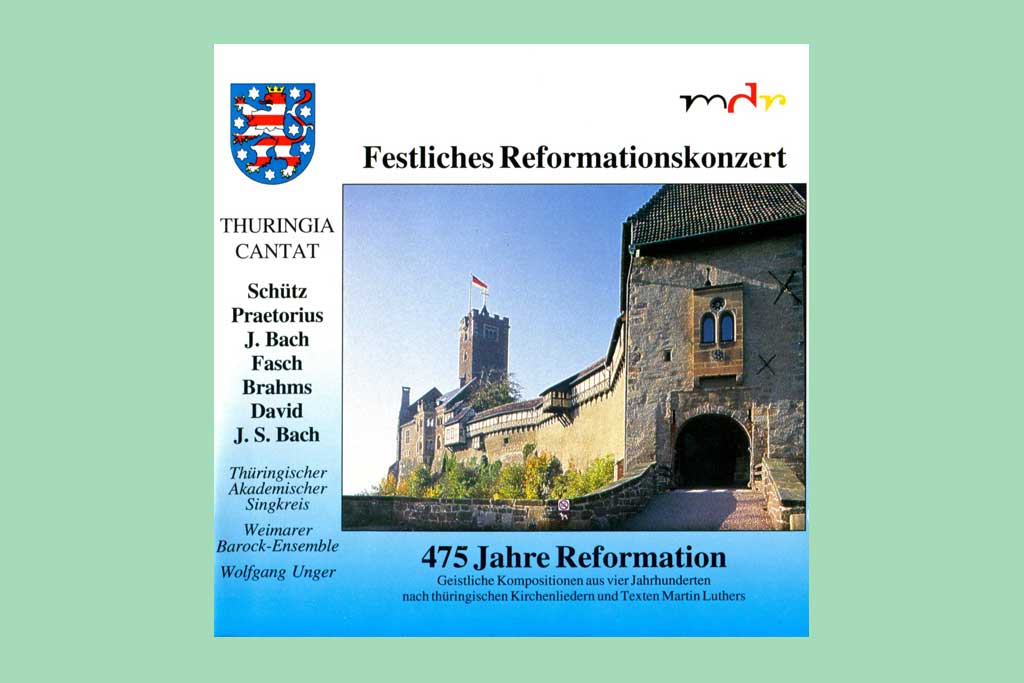 mdr
Festliches Reformationskonzert
THURINGIA
CANTAT
Schütz
Praetorius
J. Bach
Fasch
Brahms
David
J. S. Bach
Thüringischer
Akademischer
Singkreis
Weimarer
Barock-Ensemble
Wolfgang Unger
475 Jahre Reformation
Geistliche Kompositionen aus vier Jahrhunderten
nach thüringischen Kirchenliedern und Texten Martin Luthers